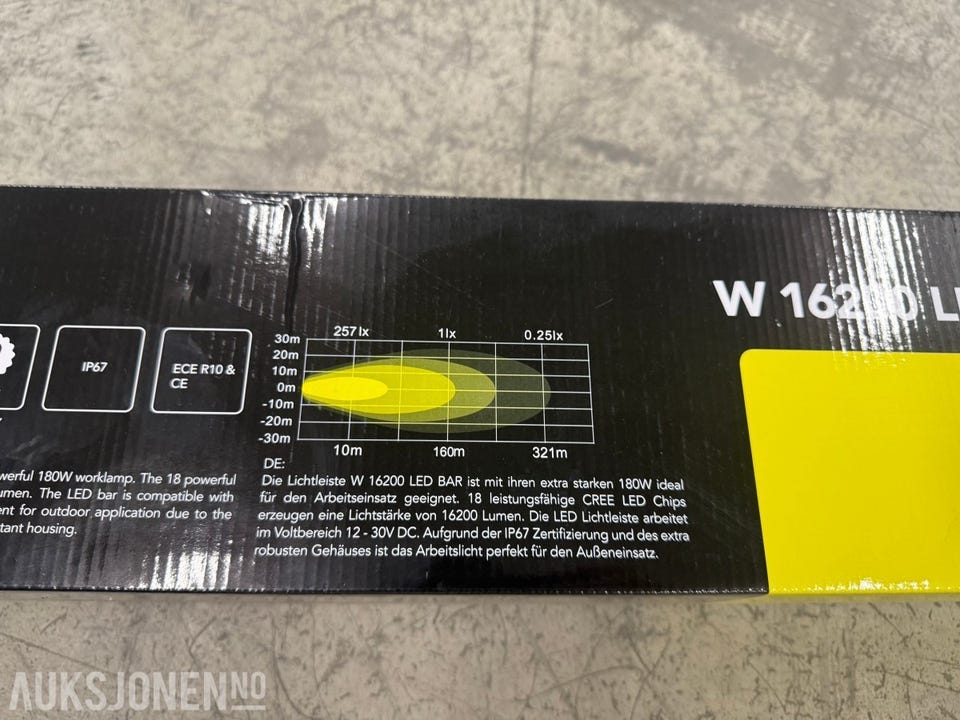 W 16200 L
257 lx 1lx 0.25lx
30m
20m
10m
0m
-10m
-20m
-30m
10m 160m 321m
IP67
ECE R10 &
CE
werful 180W worklamp. The 18 powerful
umen. The LED bar is compatible with
ent for outdoor application due to the
tant housing.
DE:
Die Lichtleiste W 16200 LED BAR ist mit ihren extra starken 180W ideal
für den Arbeitseinsatz geeignet. 18 leistungsfähige CREE LED Chips
erzeugen eine Lichtstärke von 16200 Lumen. Die LED Lichtleiste arbeitet
im Voltbereich 12 - 30V DC. Aufgrund der IP67 Zertifizierung und des extra
robusten Gehäuses ist das Arbeitslicht perfekt für den Außeneinsatz.
AUKSJONEN.NO